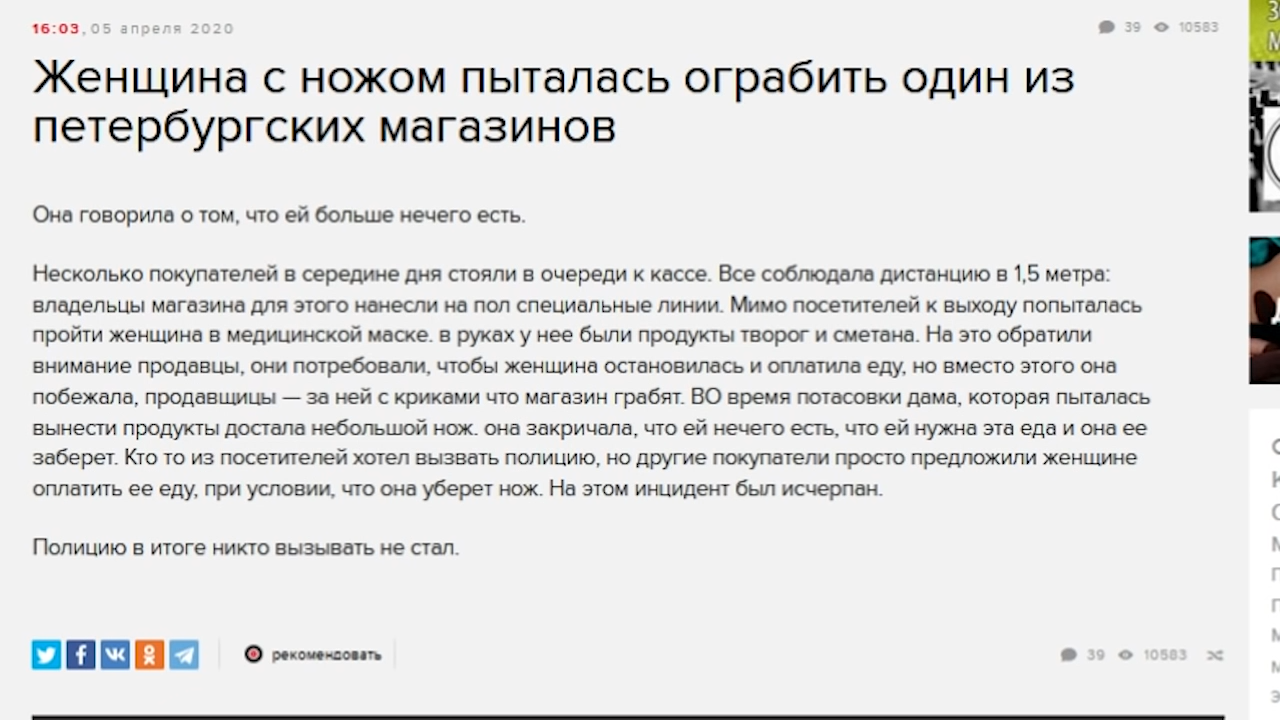 16:03, 05 апреля 2020
39 10583
Женщина с ножом пыталась ограбить один из
петербургских магазинов
Она говорила о том, что ей больше нечего есть.
Несколько покупателей в середине дня стояли в очереди к кассе. Все соблюдала дистанцию в 1,5 метра:
владельцы магазина для этого нанесли на пол специальные линии. Мимо посетителей к выходу попыталась
пройти женщина в медицинской маске. в руках у нее были продукты творог и сметана. На это обратили
внимание продавцы, они потребовали, чтобы женщина остановилась и оплатила еду, но вместо этого она
побежала, продавщицы — за ней с криками что магазин грабят. ВО время потасовки дама, которая пыталась
вынести продукты достала небольшой нож. она закричала, что ей нечего есть, что ей нужна эта еда и она ее
заберет. Кто то из посетителей хотел вызвать полицию, но другие покупатели просто предложили женщине
оплатить ее еду, при условии, что она уберет нож. На этом инцидент был исчерпан.
Полицию в итоге никто вызывать не стал.
рекомендовать
39 10583